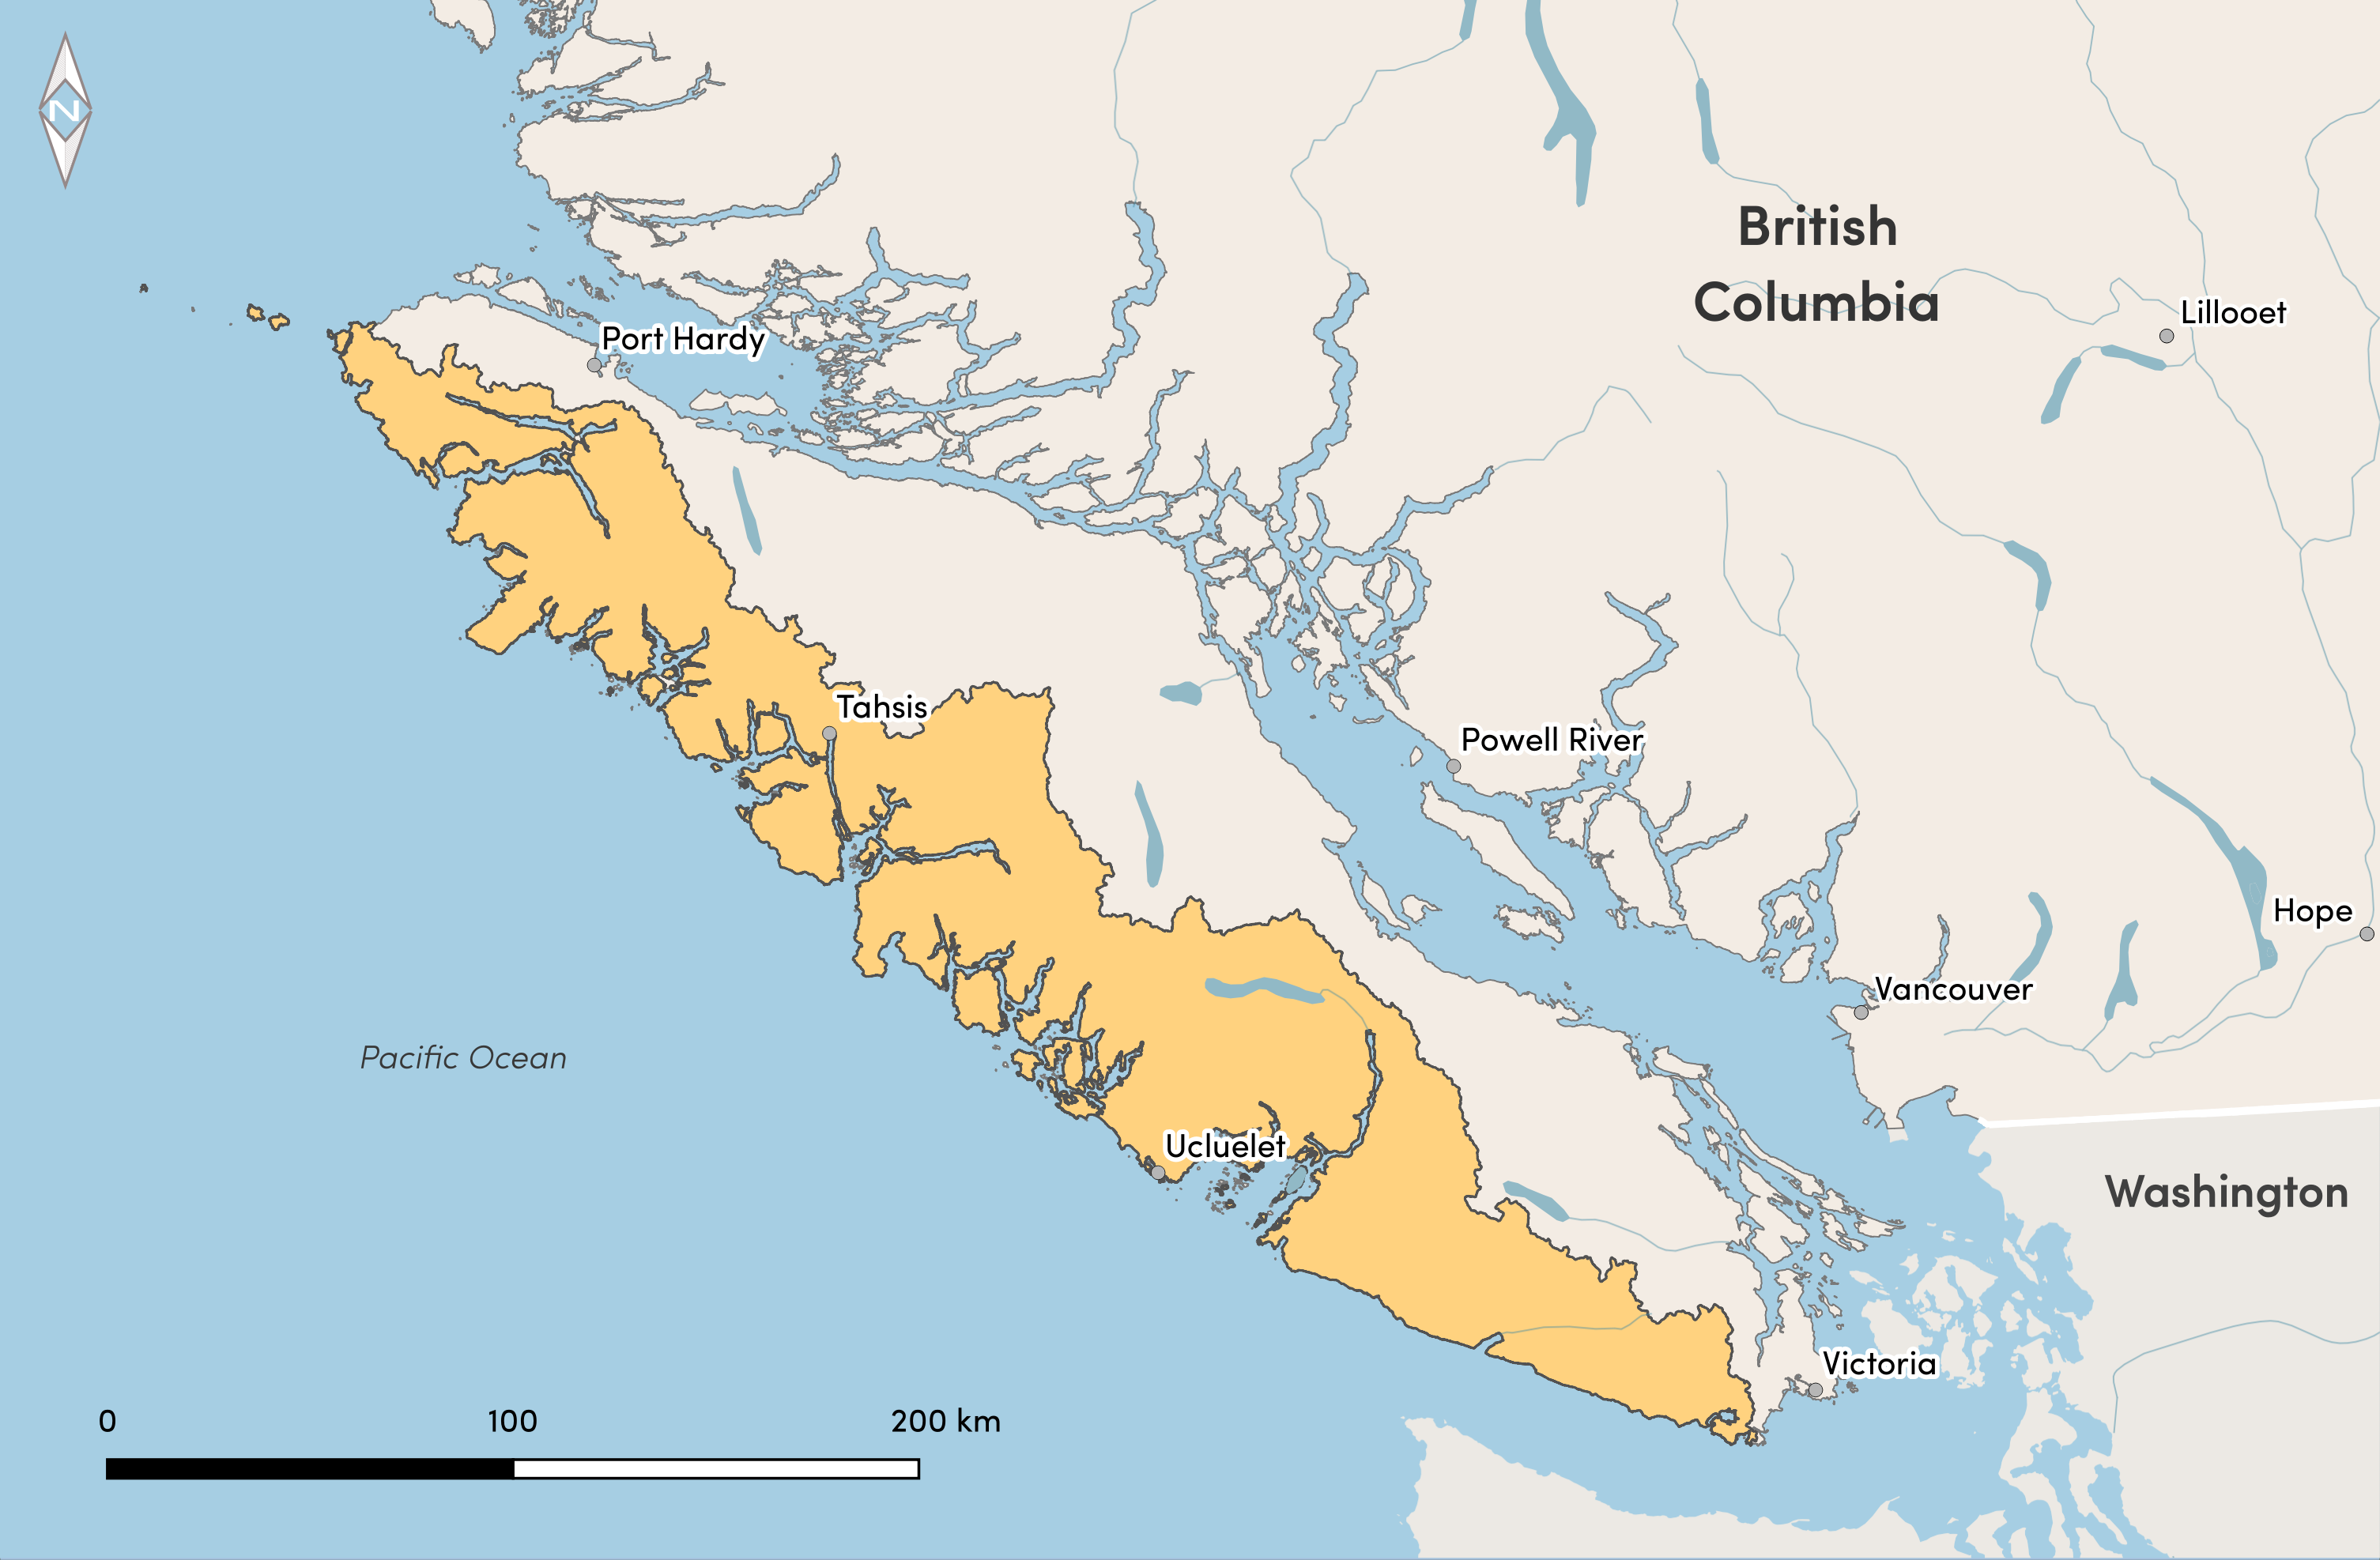 N
British
Columbia
Lillooet
Port Hardy
Tahsis
Powell River
Hope
Vancouver
Pacific Ocean
Ucluelet
Washington
Victoria
0 100 200 km